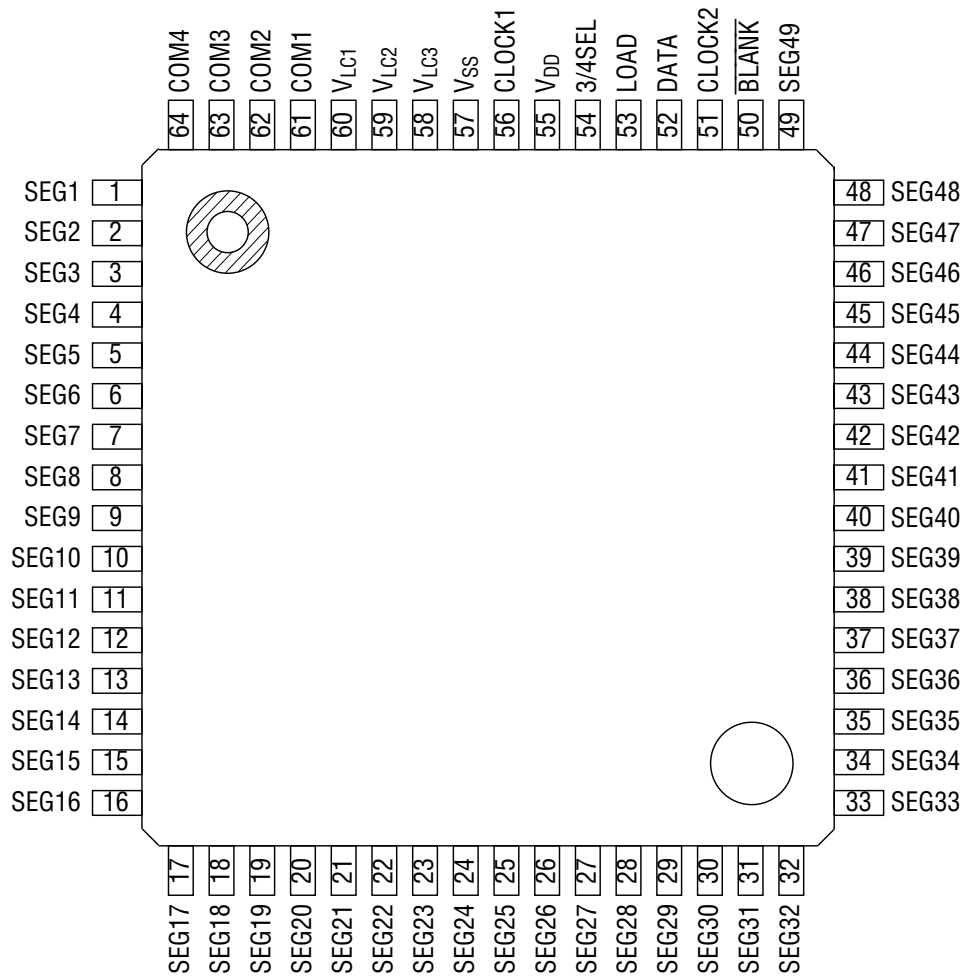 COM4
COM3
COM2
COM1
VLC1
VLC2
VLC3
VSS
CLOCK1
VDD
3/4SEL
LOAD
DATA
CLOCK2
BLANK
SEG49
64
63
62
61
60
59
58
57
56
55
54
53
52
51
50
49
SEG1 1
SEG2 2
SEG3 3
SEG4 4
SEG5 5
SEG6 6
SEG7 7
SEG8 8
SEG9 9
SEG10 10
SEG11 11
SEG12 12
SEG13 13
SEG14 14
SEG15 15
SEG16 16
48 SEG48
47 SEG47
46 SEG46
45 SEG45
44 SEG44
43 SEG43
42 SEG42
41 SEG41
40 SEG40
39 SEG39
38 SEG38
37 SEG37
36 SEG36
35 SEG35
34 SEG34
33 SEG33
17
18
19
20
21
22
23
24
25
26
27
28
29
30
31
32
SEG17
SEG18
SEG19
SEG20
SEG21
SEG22
SEG23
SEG24
SEG25
SEG26
SEG27
SEG28
SEG29
SEG30
SEG31
SEG32